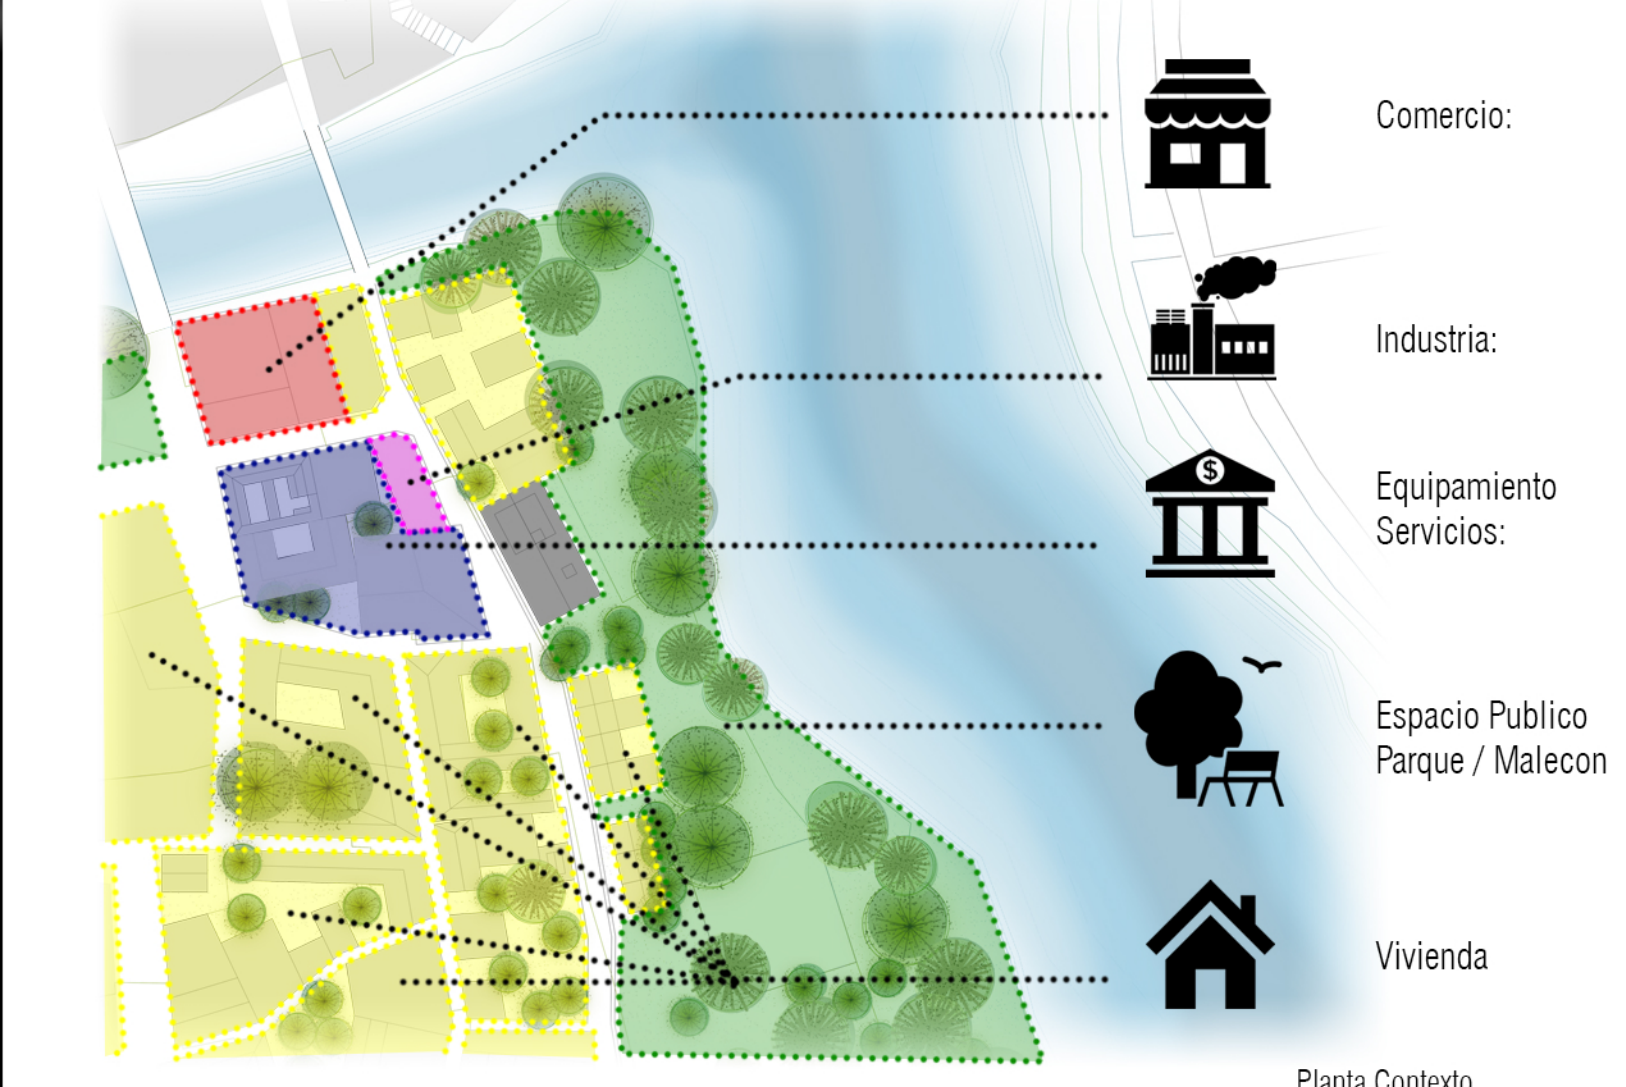 Comercio:
$
Industria:
Equipamiento
Servicios:
Espacio Publico
Parque / Malecon
Vivienda
Planta Contexto